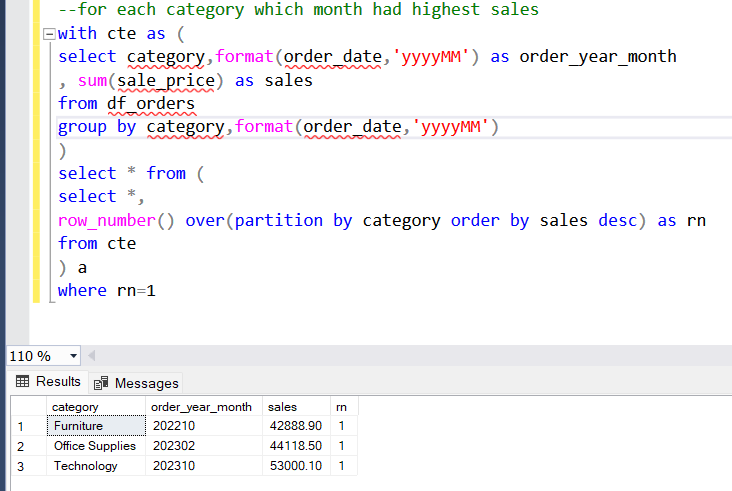 --for each category which month had highest sales
with cte as (
select category,format(order_date,'yyyyMM') as order_year_month
, sum(sale_price) as sales
from df_orders
group by category,format(order_date,'yyyyMM')
)
select * from (
select *,
row_number() over(partition by category order by sales desc) as rn
from cte
) a
where rn=1
110 %
Results Messages
category order_year_month sales rn
1 Furniture 202210 42888.90 1
2 Office Supplies 202302 44118.50 1
3 Technology 202310 53000.10 1